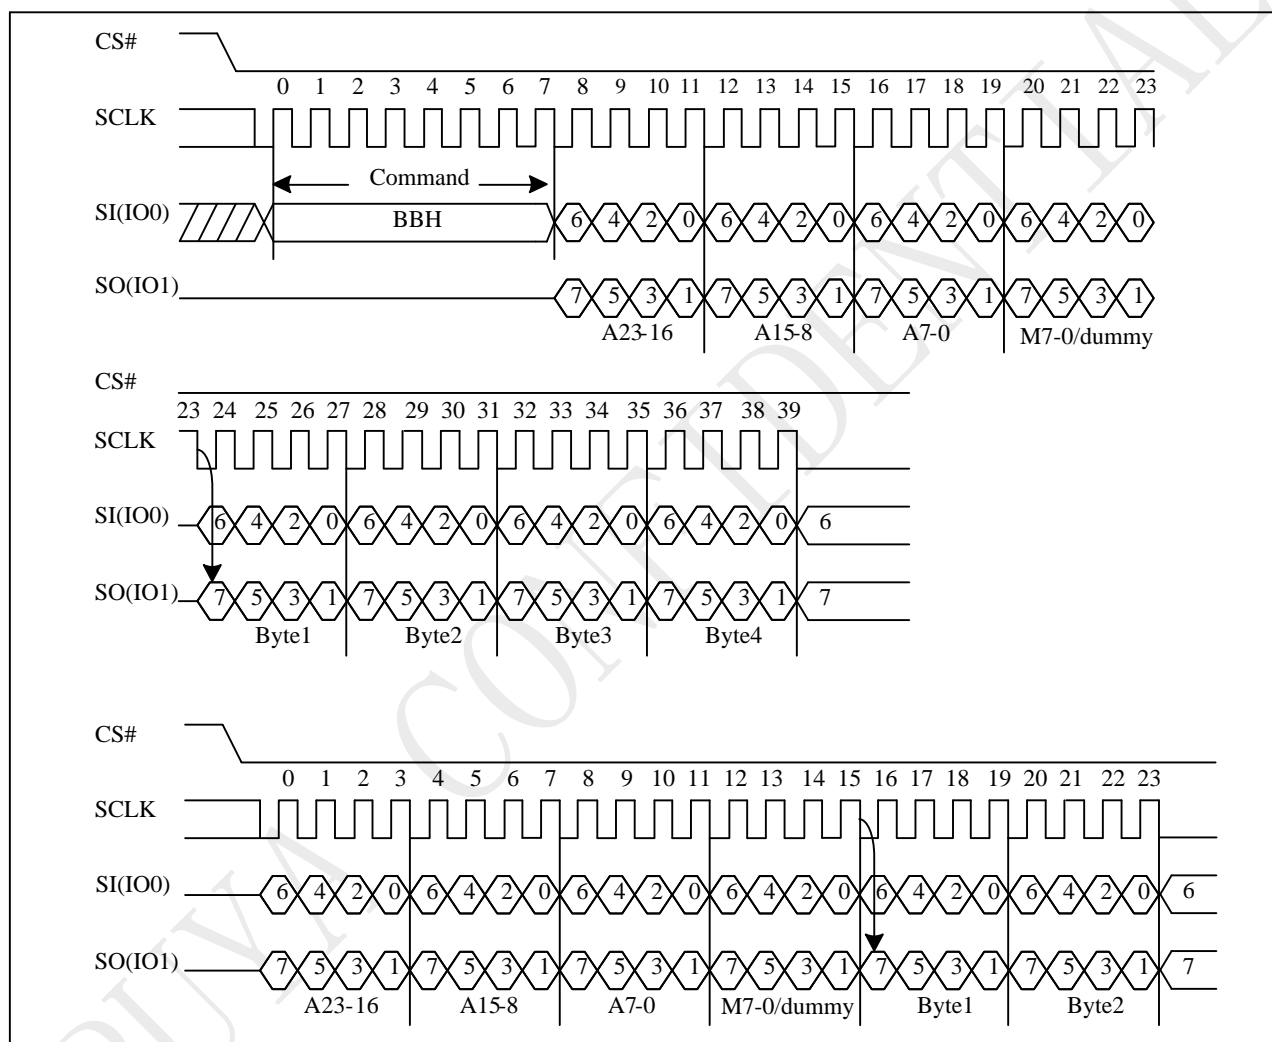 CS#
0 1 2 3 4 5 6 7 8 9 10 11 12 13 14 15 16 17 18 19 20 21 22 23
SCLK
Command
SI(IO0) BBH 6 4 2 0 6 4 2 0 6 4 2 0 6 4 2 0
SO(IO1) 7 5 3 1 7 5 3 1 7 5 3 1 7 5 3 1
A23-16 A15-8 A7-0 M7-0/dummy
CS#
23 24 25 26 27 28 29 30 31 32 33 34 35 36 37 38 39
SCLK
SI(IO0) 6 4 2 0 6 4 2 0 6 4 2 0 6 4 2 0 6
SO(IO1) 7 5 3 1 7 5 3 1 7 5 3 1 7 5 3 1 7
Byte1 Byte2 Byte3 Byte4
CS#
0 1 2 3 4 5 6 7 8 9 10 11 12 13 14 15 16 17 18 19 20 21 22 23
SCLK
SI(IO0) 6 4 2 0 6 4 2 0 6 4 2 0 6 4 2 0 6 4 2 0 6 4 2 0 6
SO(IO1) 7 5 3 1 7 5 3 1 7 5 3 1 7 5 3 1 7 5 3 1 7 5 3 1 7
A23-16 A15-8 A7-0 M7-0/dummy Byte1 Byte2
PUYA CONFIDENTIAL